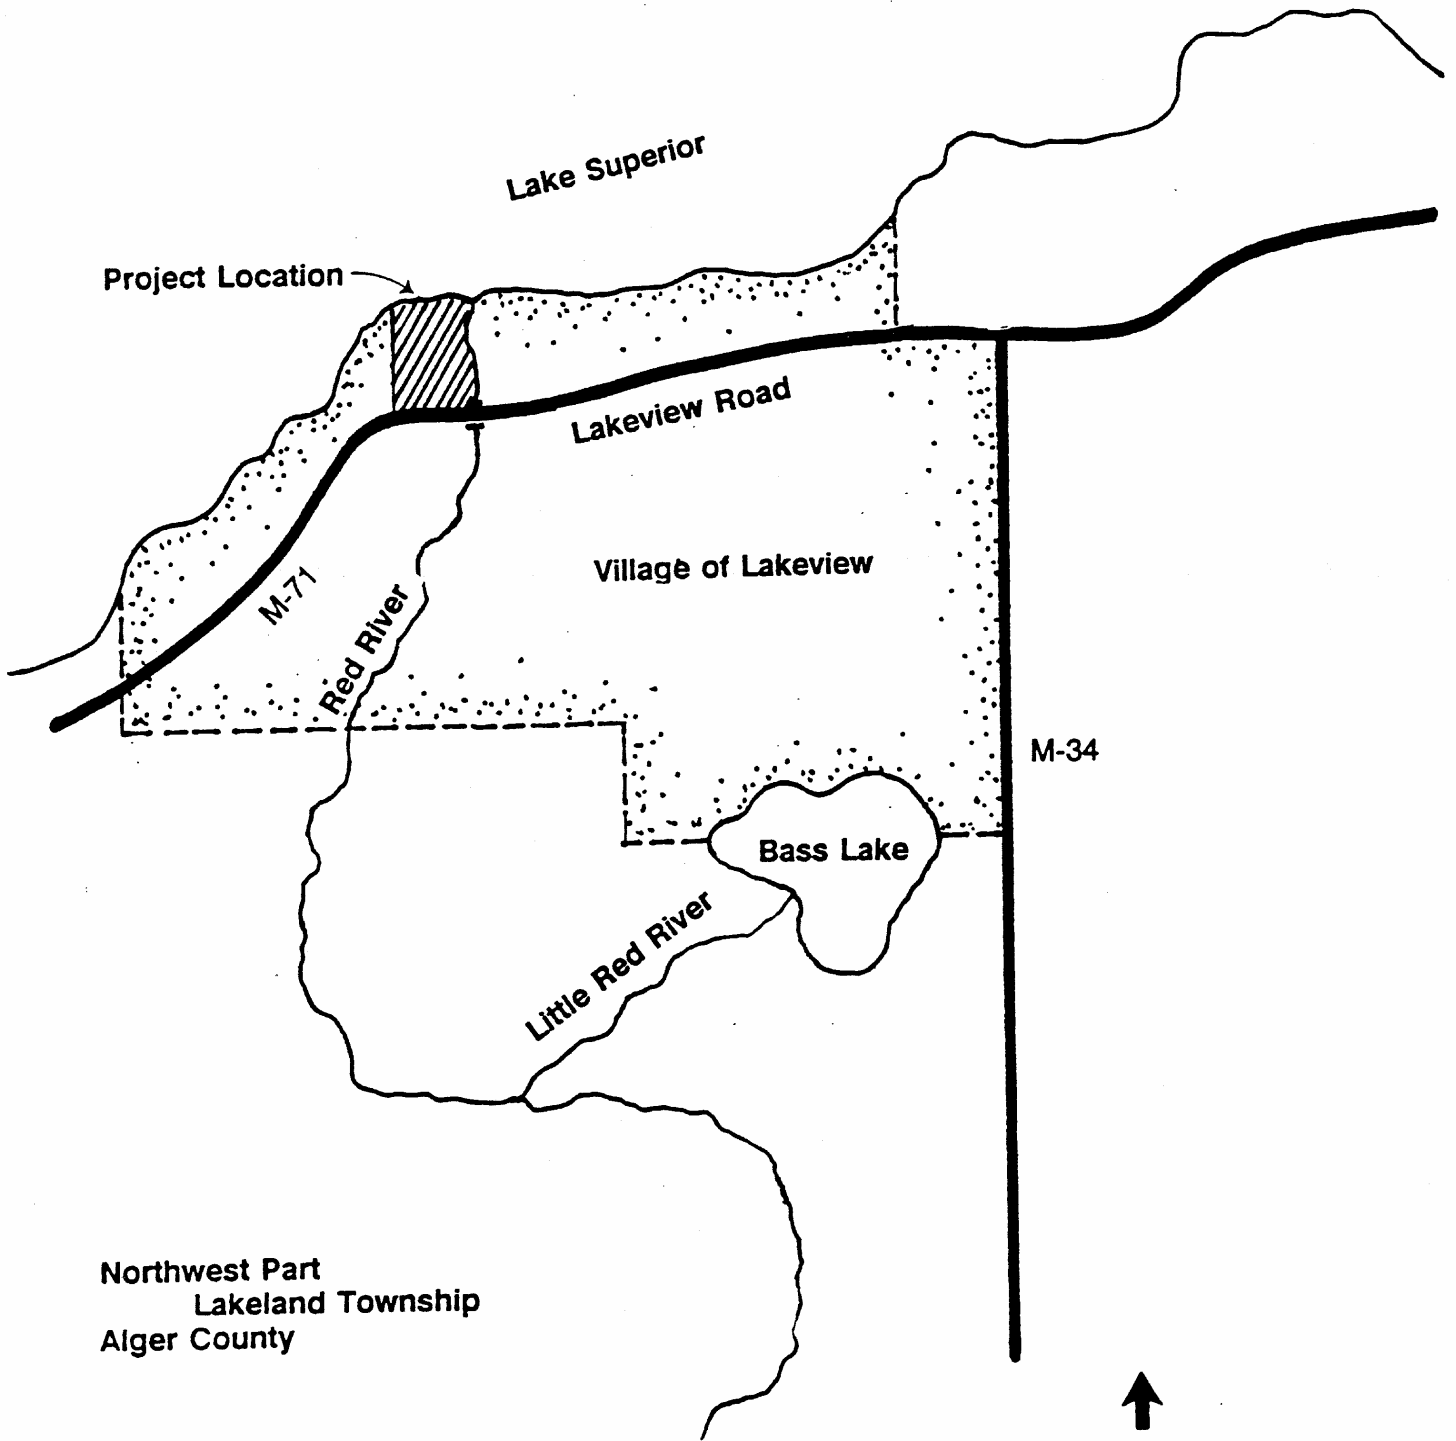 Lake Superior
Project Location
Lakeview Road
Village of Lakeview
M-71
Red River
M-34
Bass Lake
Little Red River
Northwest Part
Lakeland Township
Alger County